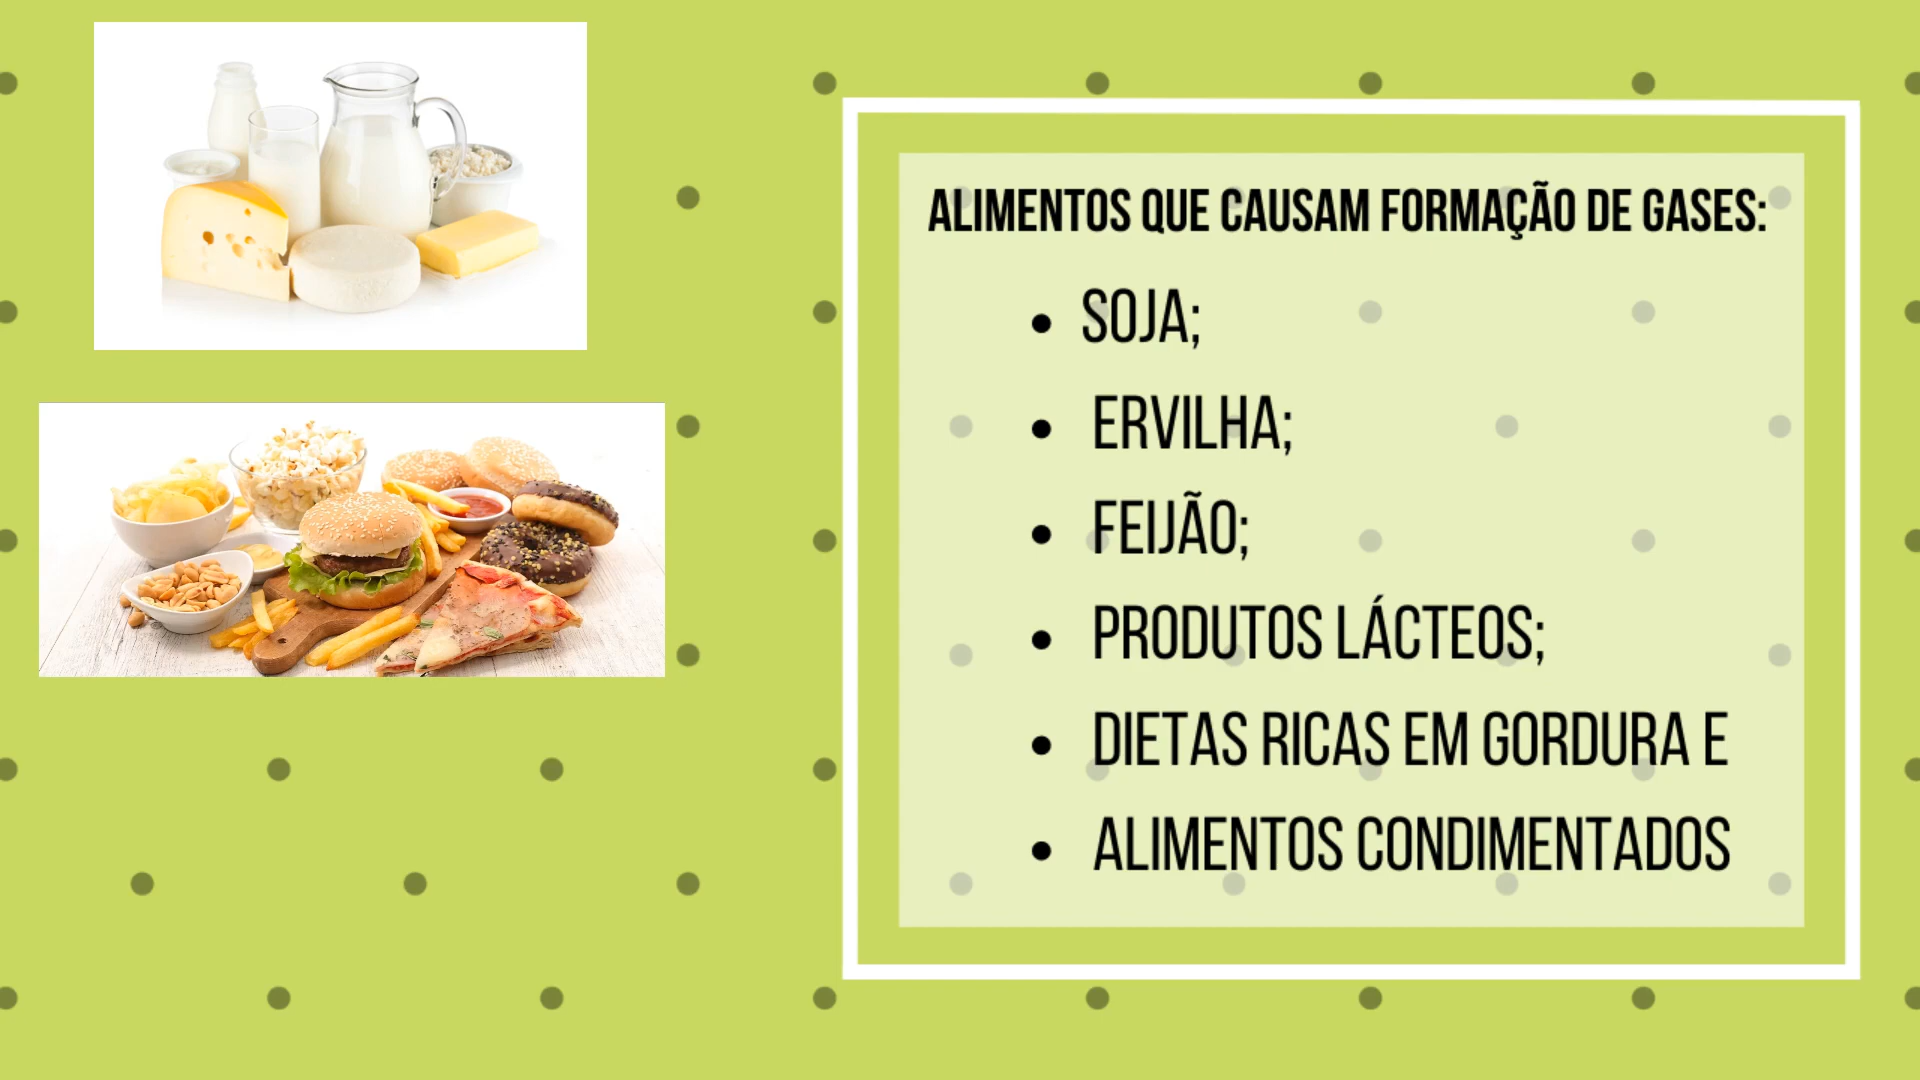 ALIMENTOS QUE CAUSAM FORMAÇÃO DE GASES:
• SOJA;
• ERVILHA;
• FEIJÃO;
• PRODUTOS LÁCTEOS;
• DIETAS RICAS EM GORDURA E
• ALIMENTOS CONDIMENTADOS